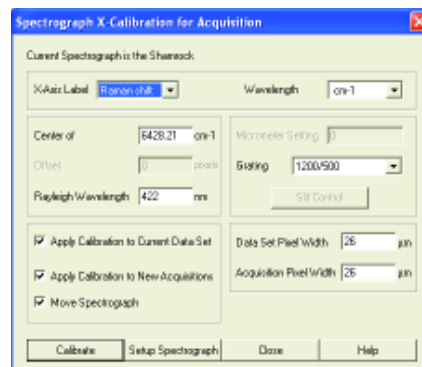 Spectrograph X-Calibration for Acquisition
Current Spectrograph is the Shamrock
X-Axis Label Raman shift Wavelength cm-1
Center of 6428.21 cm-1 Micrometer Setting 0
Offset 0 pixels Grating 1200/500
Rayleigh Wavelength 422 nm Slit Control
Apply Calibration to Current Data Set Data Set Pixel Width 26 µm
Apply Calibration to New Acquisitions Acquisition Pixel Width 26 µm
Move Spectrograph
Calibrate Setup Spectrograph Close Help